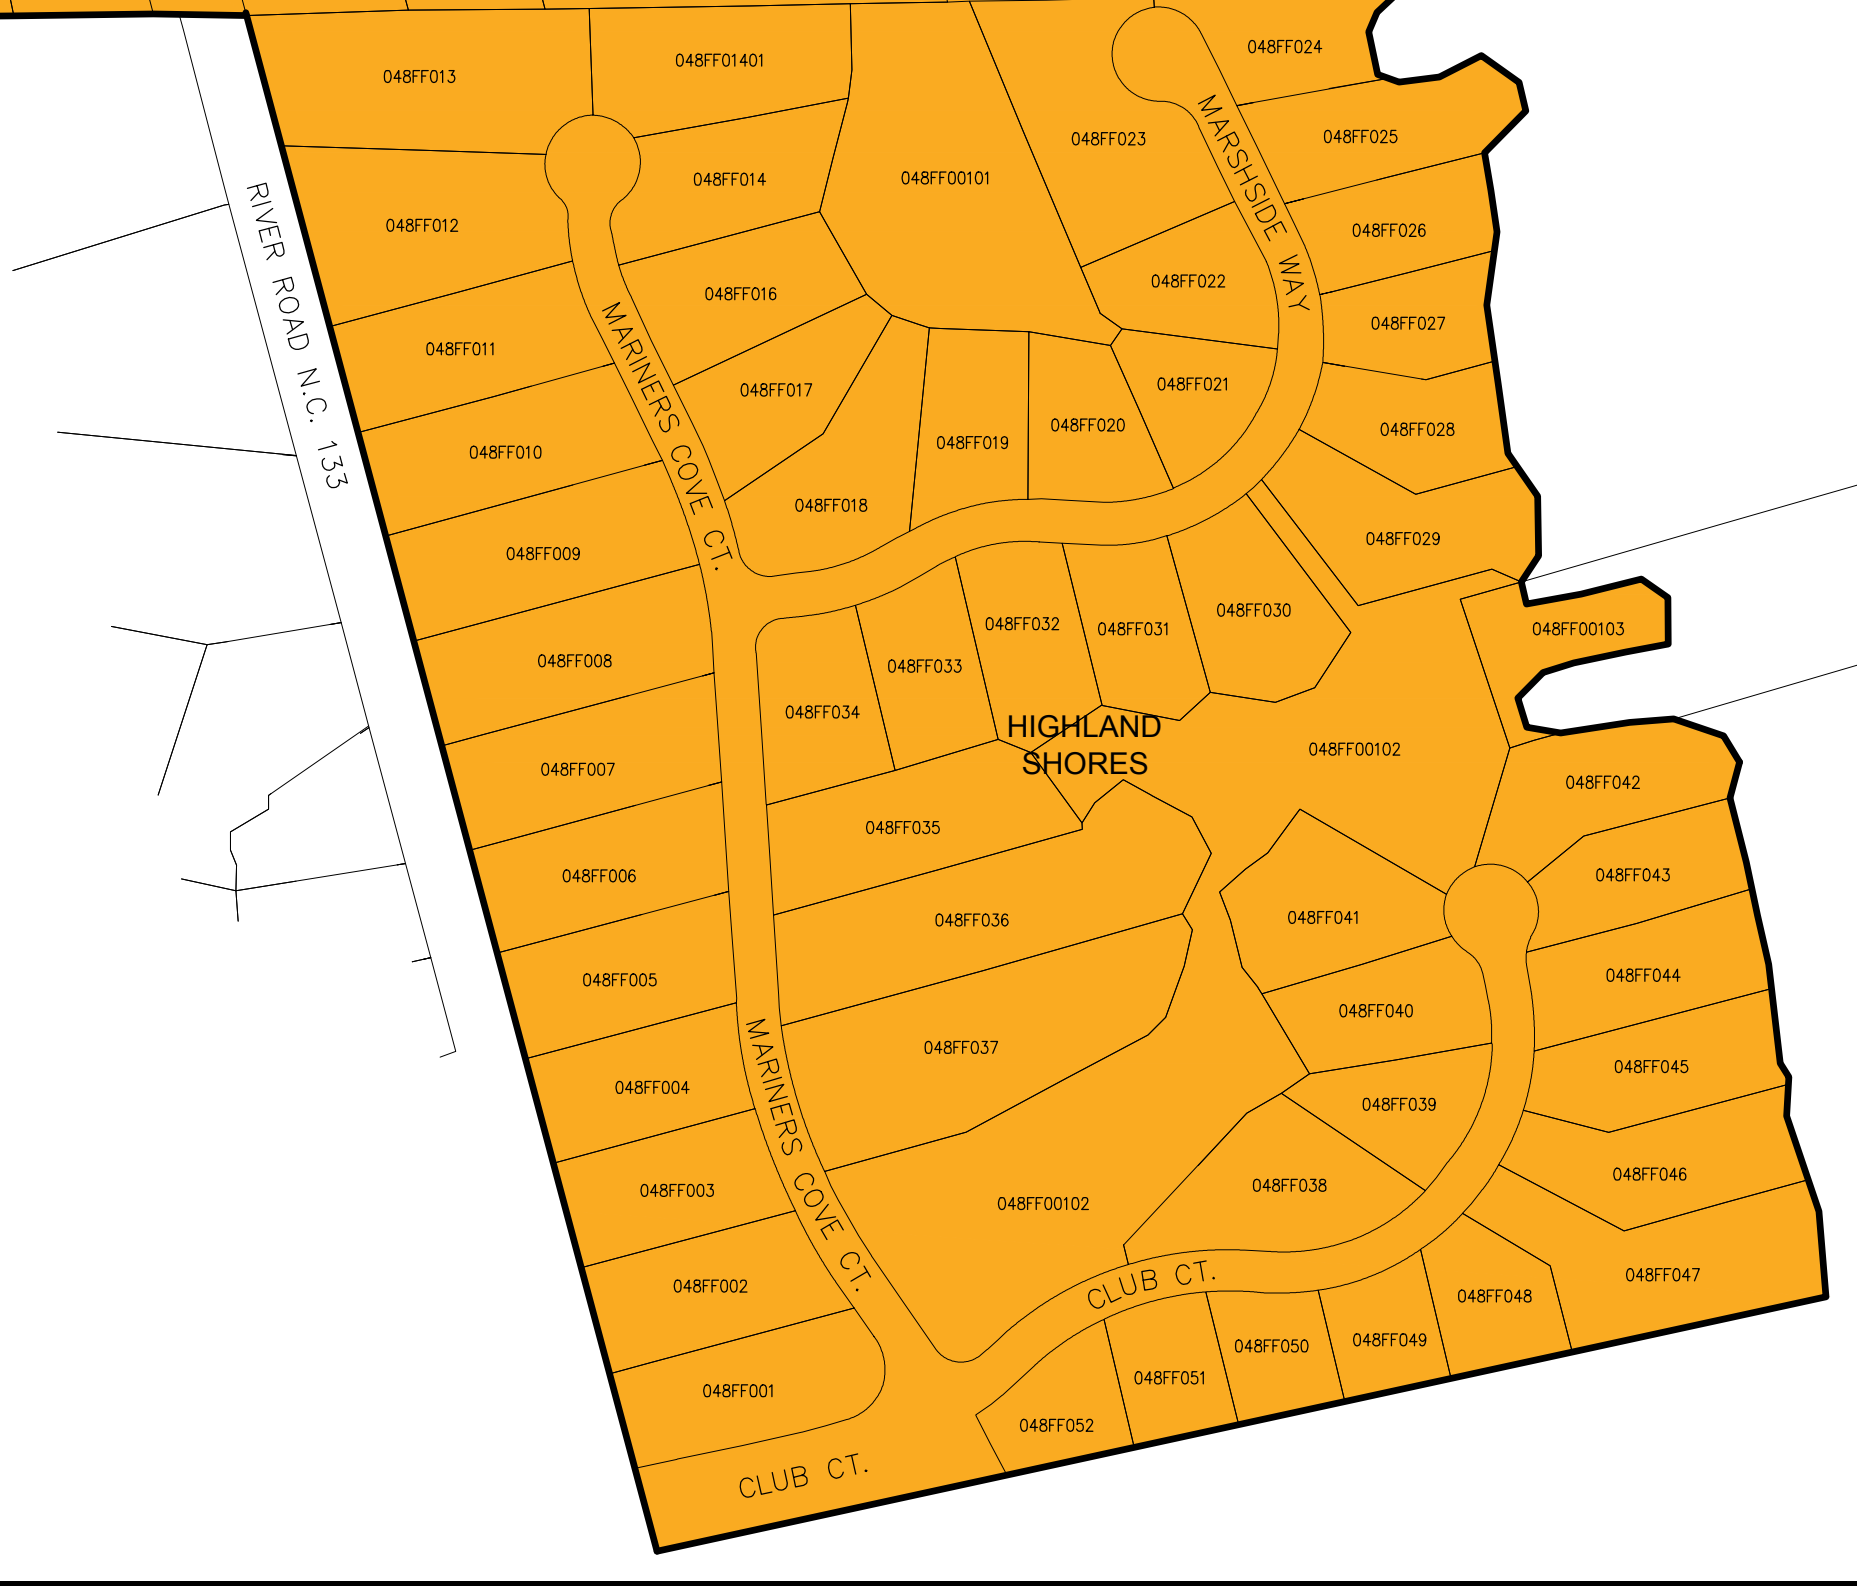 048FF024
048FF01401
048FF013
048FF025
048FF023
048FF00101
048FF014
MARSHSIDE WAY
048FF012
048FF026
RIVER ROAD N.C. 133
048FF022
048FF016
048FF027
048FF011
048FF021
048FF017
MARINERS COVE CT.
048FF020
048FF028
048FF019
048FF010
048FF018
048FF029
048FF009
048FF030
048FF032
048FF031
048FF00103
048FF008
048FF033
048FF034
HIGHLAND
SHORES
048FF00102
048FF007
048FF042
048FF035
048FF006
048FF043
048FF036
048FF041
048FF005
048FF044
048FF040
048FF037
048FF045
048FF004
048FF039
MARINERS COVE CT.
048FF003
048FF00102
048FF038
048FF046
048FF002
CLUB CT.
048FF047
048FF048
048FF049
048FF050
048FF051
048FF001
048FF052
CLUB CT.